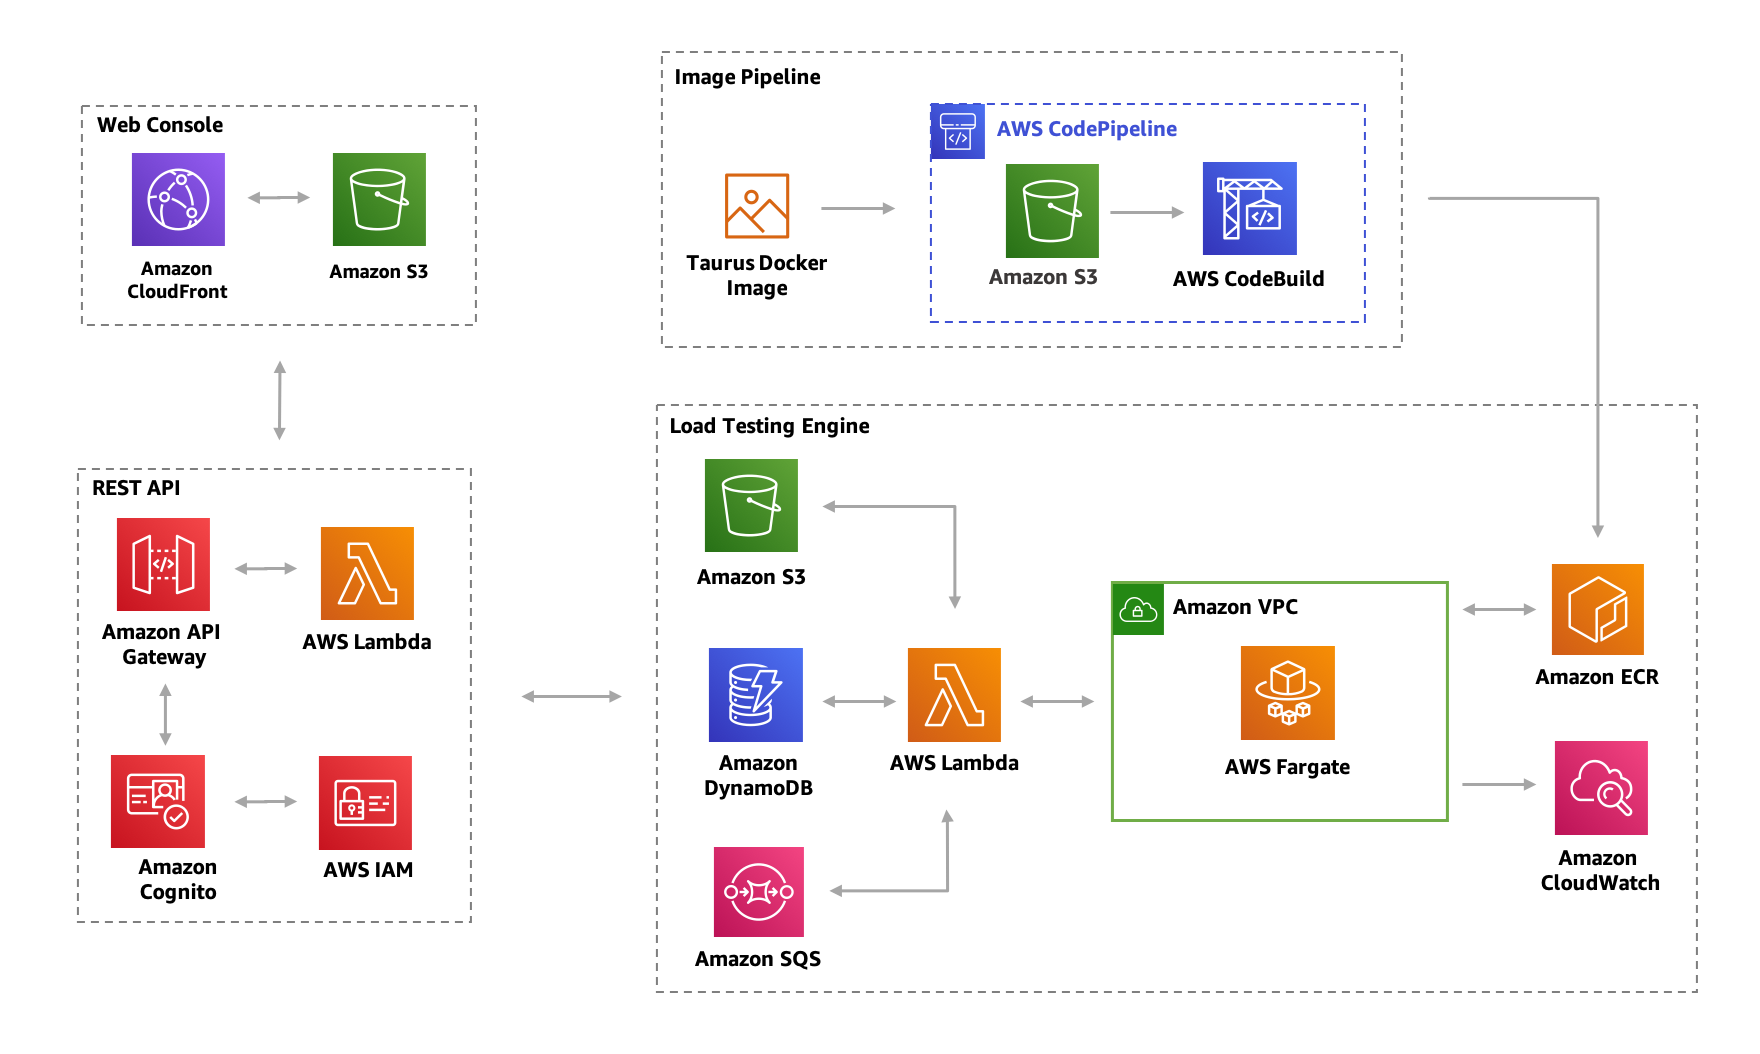 Image Pipeline
AWS CodePipeline
Taurus Docker
Image
Amazon S3
AWS CodeBuild
Web Console
Amazon
CloudFront
Amazon S3
REST API
Amazon API
Gateway
AWS Lambda
Amazon
Cognito
AWS IAM
Load Testing Engine
Amazon S3
Amazon
DynamoDB
AWS Lambda
Amazon SQS
Amazon VPC
AWS Fargate
Amazon ECR
Amazon
CloudWatch